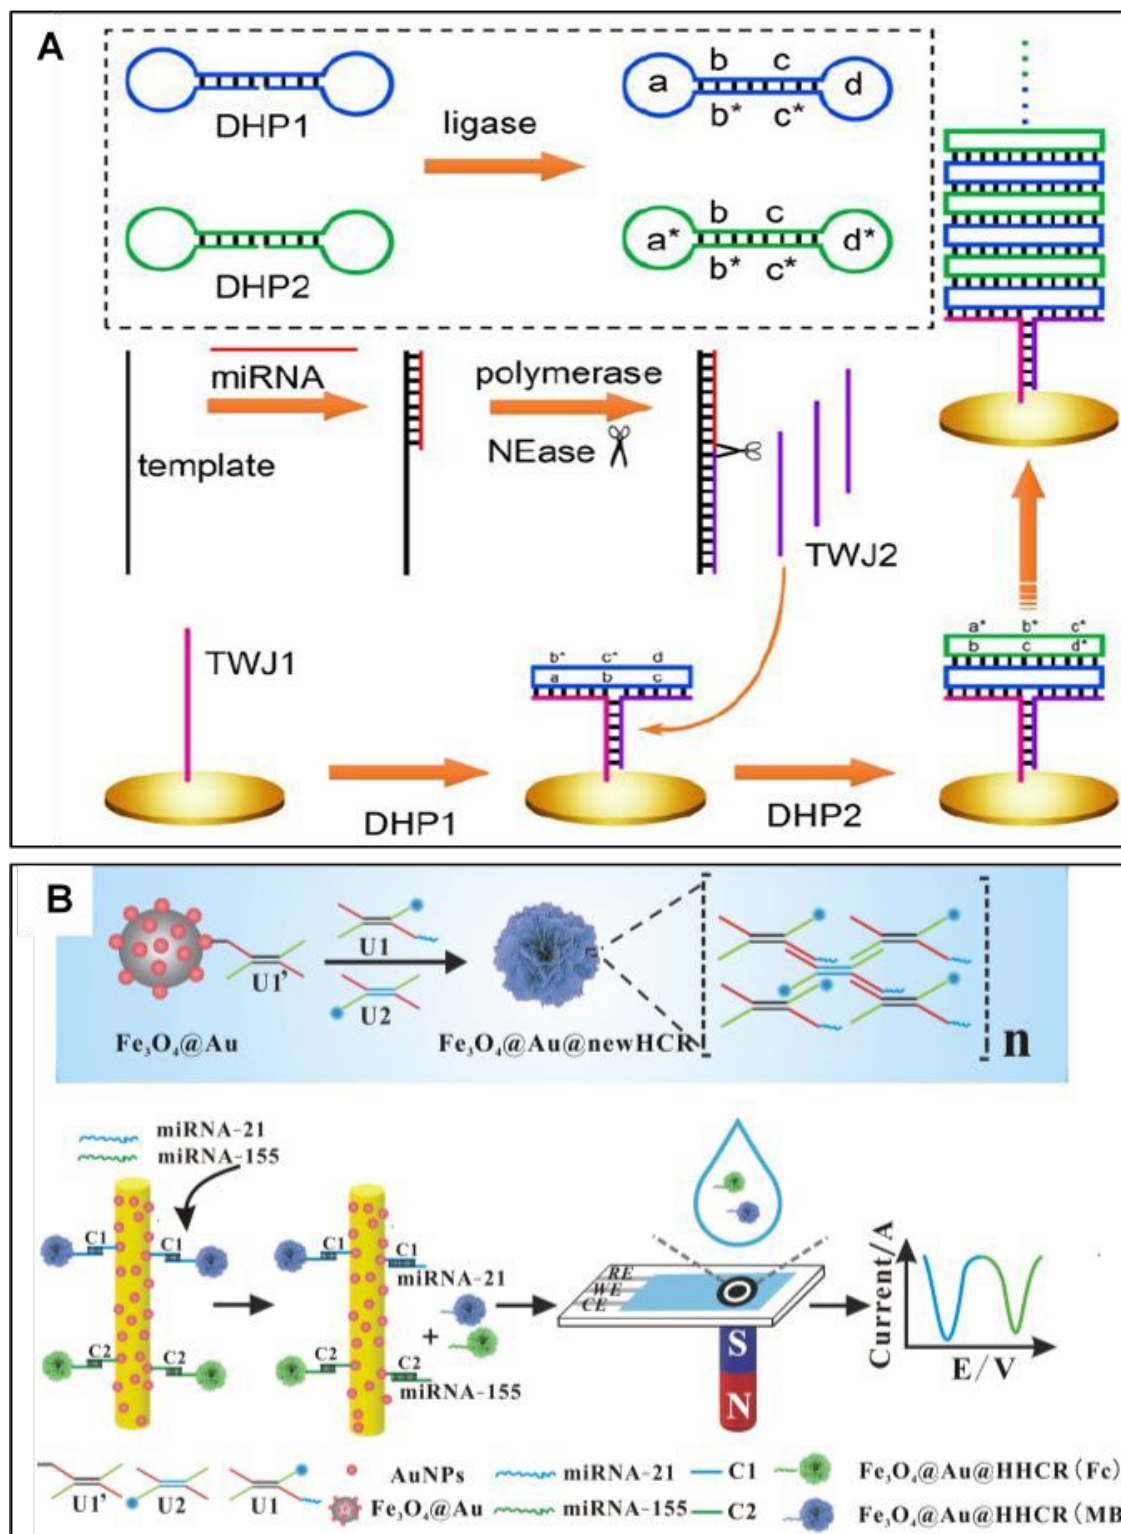 A
DHP1
ligase
a b c d
b* c*
DHP2
b c
a* d*
b* c*
miRNA
template
polymerase
NEase
TWJ2
TWJ1
b* c* d
a b c
a* b* c*
b c d*
DHP1
DHP2
B
U1'
U1
U2
Fe₃O₄@Au
Fe₃O₄@Au@newHCR
n
miRNA-21
miRNA-155
C1 C1
C2 C2
C1 C1
miRNA-21
+
C2 C2
miRNA-155
RE
WE
CE
S
N
Current/A
E/V
U1' U2 U1
AuNPs
Fe₃O₄@Au
miRNA-21
miRNA-155
C1
C2
Fe₃O₄@Au@HHCR(Fc)
Fe₃O₄@Au@HHCR(MB